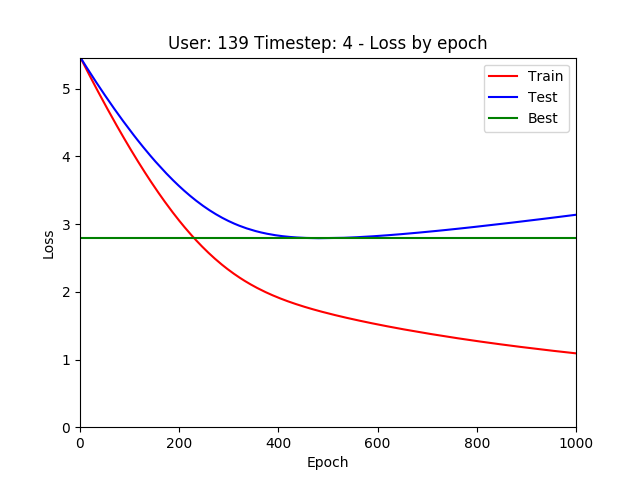 User: 139 Timestep: 4 - Loss by epoch
Train
Test
Best
5
4
3
2
1
0
Loss
0 200 400 600 800 1000
Epoch